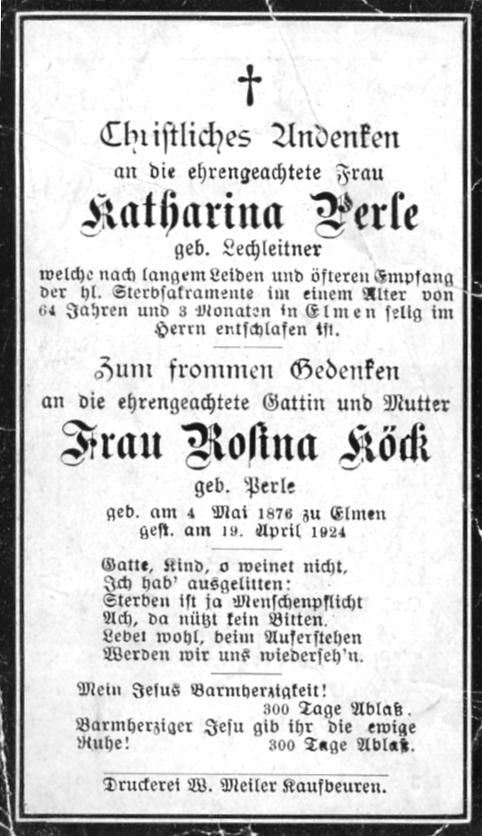 Christliches Andenken
an die ehrengeachtete Frau
Katharina Perle
geb. Lechleitner
welche nach langem Leiden und öfteren Empfang
der hl. Sterbsakramente im einem Alter von
64 Jahren und 3 Monaten in Elmen selig im
Herrn entschlafen ist.
Zum frommen Gedenken
an die ehrengeachtete Gattin und Mutter
Frau Rosina Köck
geb. Perle
geb. am 4 Mai 1876 zu Elmen
gest. am 19. April 1924
Gatte, Kind, o weinet nicht,
Ich hab' ausgelitten:
Sterben ist ja Menschenpflicht
Ach, da nützt kein Bitten.
Lebet wohl, beim Auferstehen
Werden wir uns wiederseh'n.
Mein Jesus Barmherzigkeit!
300 Tage Ablaß.
Barmherziger Jesu gib ihr die ewige
Ruhe! 300 Tage Ablaß.
Druckerei W. Meiler Kaufbeuren.